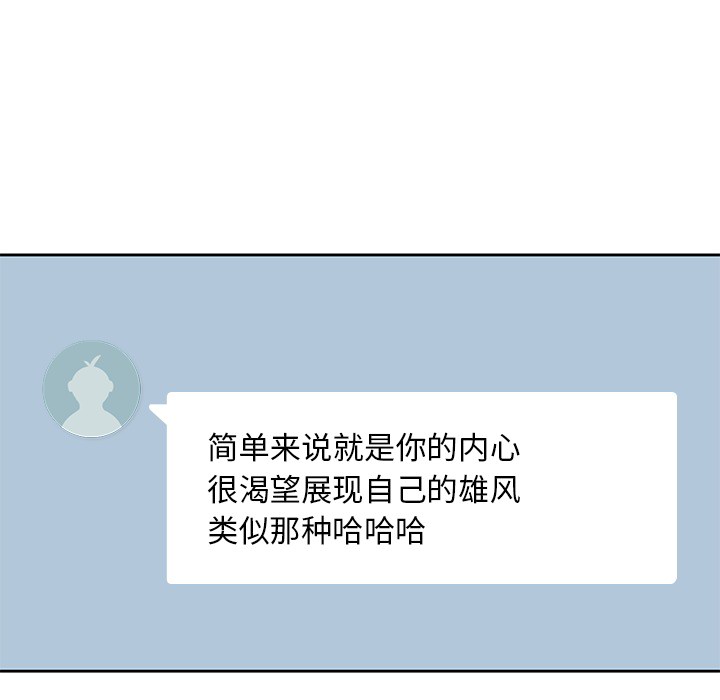 简单来说就是你的内心
很渴望展现自己的雄风
类似那种哈哈哈